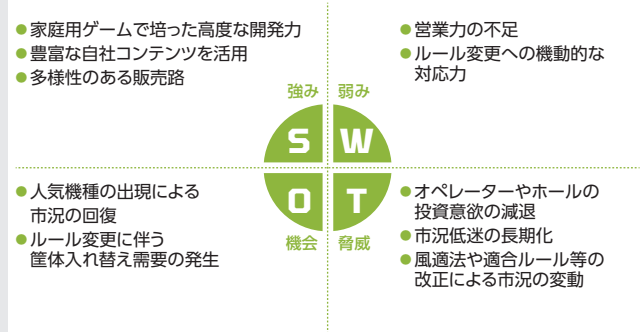 ●家庭用ゲームで培った高度な開発力
●豊富な自社コンテンツを活用
●多様性のある販売路
強み
S
●営業力の不足
●ルール変更への機動的な
対応力
弱み
W
●人気機種の出現による
市況の回復
●ルール変更に伴う
筐体入れ替え需要の発生
O
機会
T
脅威
●オペレーターやホールの
投資意欲の減退
●市況低迷の長期化
●風適法や適合ルール等の
改正による市況の変動